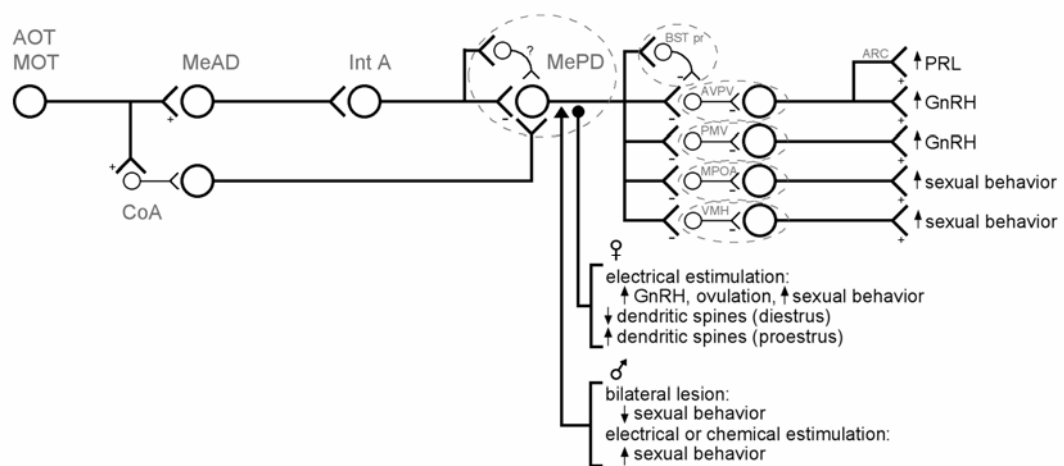 AOT
MOT
MeAD
Int A
?
MePD
BST pr
ARC
↑PRL
AVPV
↑GnRH
PMV
↑GnRH
MPOA
↑sexual behavior
VMH
↑sexual behavior
CoA
+
+
-
-
-
-
-
-
-
-
-
-
+
+
+
+
+
♀
electrical estimulation:
↑GnRH, ovulation, ↑sexual behavior
↓dendritic spines (diestrus)
↑dendritic spines (proestrus)
♂
bilateral lesion:
↓sexual behavior
electrical or chemical estimulation:
↑sexual behavior